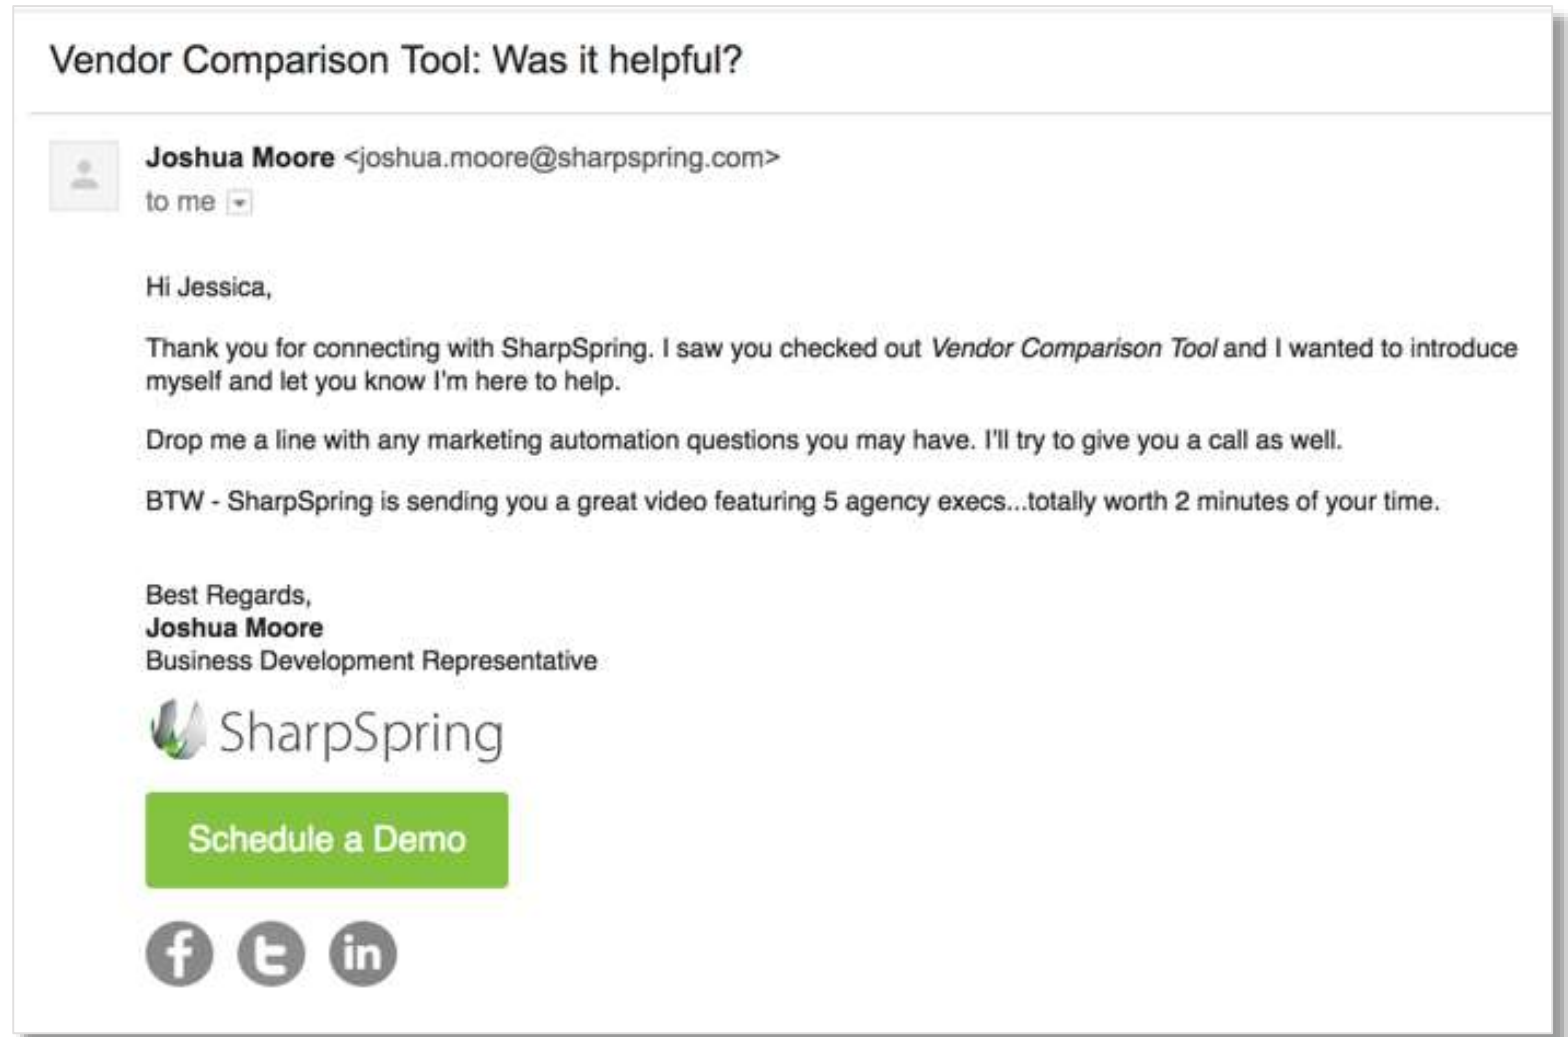 Vendor Comparison Tool: Was it helpful?
Joshua Moore <joshua.moore@sharpspring.com>
to me
Hi Jessica,
Thank you for connecting with SharpSpring. I saw you checked out Vendor Comparison Tool and I wanted to introduce
myself and let you know I'm here to help.
Drop me a line with any marketing automation questions you may have. I'll try to give you a call as well.
BTW - SharpSpring is sending you a great video featuring 5 agency execs...totally worth 2 minutes of your time.
Best Regards,
Joshua Moore
Business Development Representative
SharpSpring
Schedule a Demo
f t in